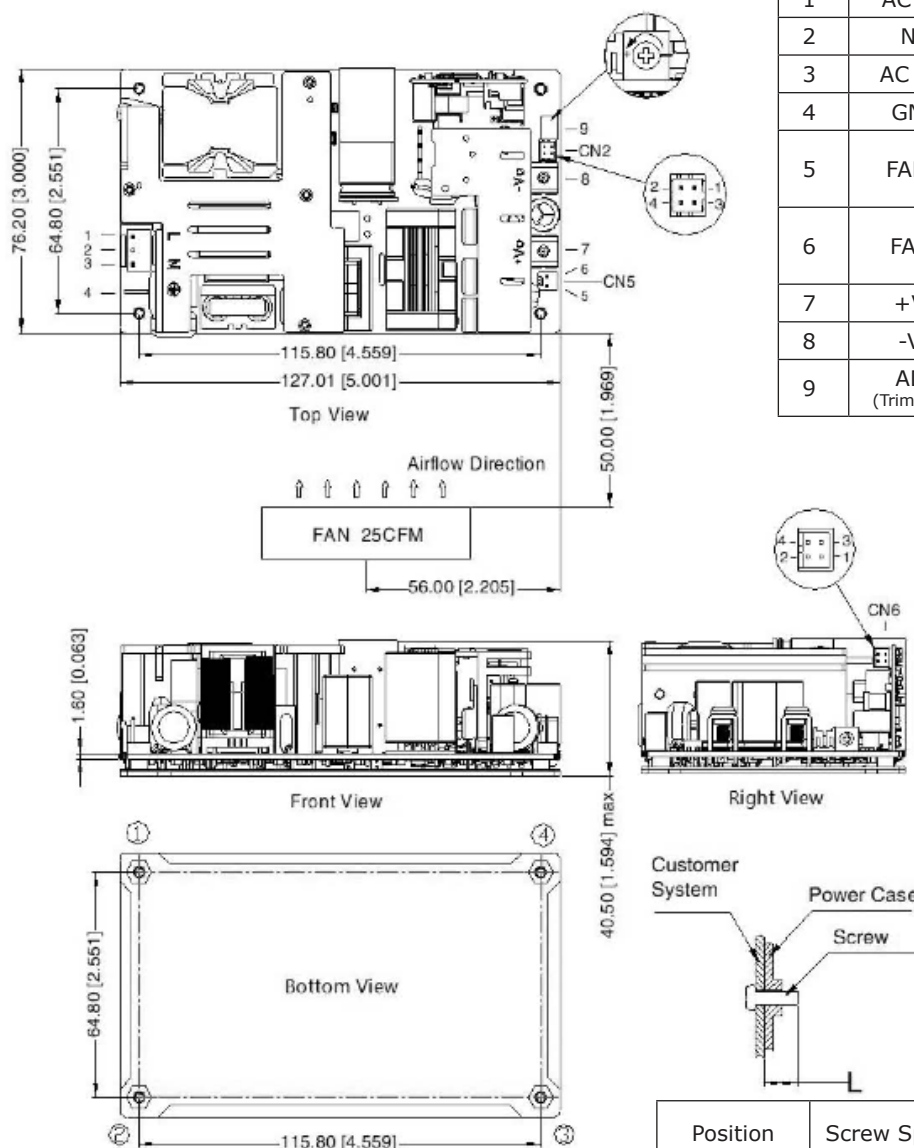 1 AC
2 N
3 AC
4 GN
5 FA
6 FA
7 +V
8 -V
9
(Trim
76.20 [3.000]
64.80 [2.551]
1
2
3
4
L
N
9
CN2
8
-Vo
7
+Vo
6
CN5
5
2
1
4
3
115.80 [4.559]
127.01 [5.001]
Top View
50.00 [1.969]
Airflow Direction
FAN 25CFM
56.00 [2.205]
1.60 [0.063]
Front View
40.50 [1.594] max
4
3
2
1
CN6
Right View
①
④
64.80 [2.551]
Bottom View
②
③
115.80 [4.559]
Customer
System
Power Case
Screw
L
Position Screw S